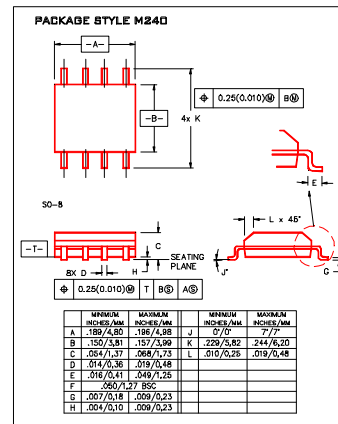 PACKAGE STYLE M240
-A-
-B-
4x K
⌖ 0.25(0.010)Ⓜ BⓂ
E
SO-8
L x 45°
-T-
C
SEATING
PLANE
8X D
H
J°
G
⌖ 0.25(0.010)Ⓜ T BⓈ AⓈ
MINIMUM INCHES/MM MAXIMUM INCHES/MM MINIMUM INCHES/MM MAXIMUM INCHES/MM
A .189/4,80 .196/4,98 J 0°/0° 7°/7°
B .150/3,81 .157/3,99 K .229/5,82 .244/6,20
C .054/1,37 .068/1,73 L .010/0,25 .019/0,48
D .014/0,36 .019/0,48
E .016/0,41 .049/1,25
F .050/1,27 BSC
G .007/0,18 .009/0,23
H .004/0,10 .009/0,23